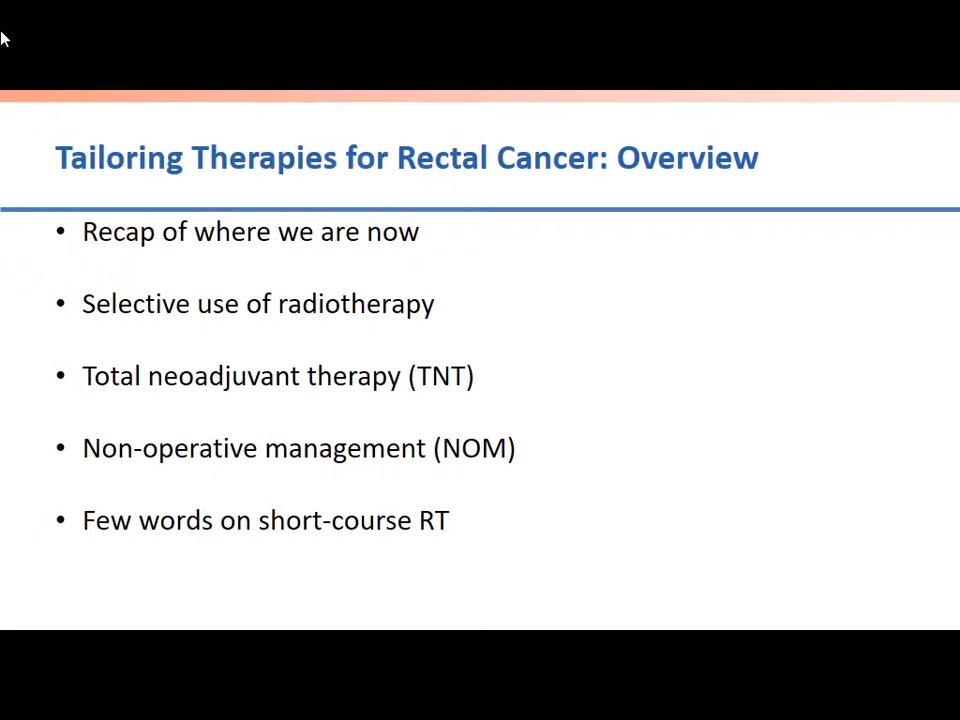 Tailoring Therapies for Rectal Cancer: Overview
• Recap of where we are now
• Selective use of radiotherapy
• Total neoadjuvant therapy (TNT)
• Non-operative management (NOM)
• Few words on short-course RT